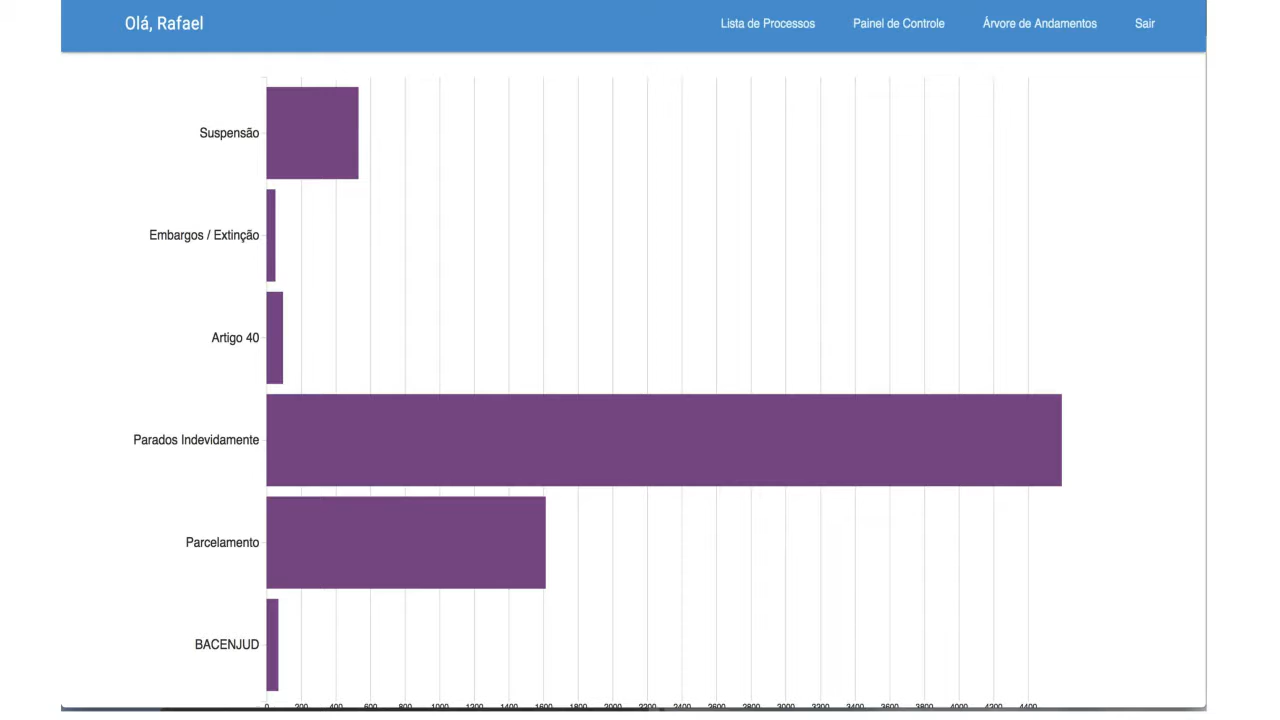 Olá, Rafael
Lista de Processos Painel de Controle Árvore de Andamentos Sair
Suspensão
Embargos / Extinção
Artigo 40
Parados Indevidamente
Parcelamento
BACENJUD
0 200 400 600 800 1000 1200 1400 1600 1800 2000 2200 2400 2600 2800 3000 3200 3400 3600 3800 4000 4200 4400